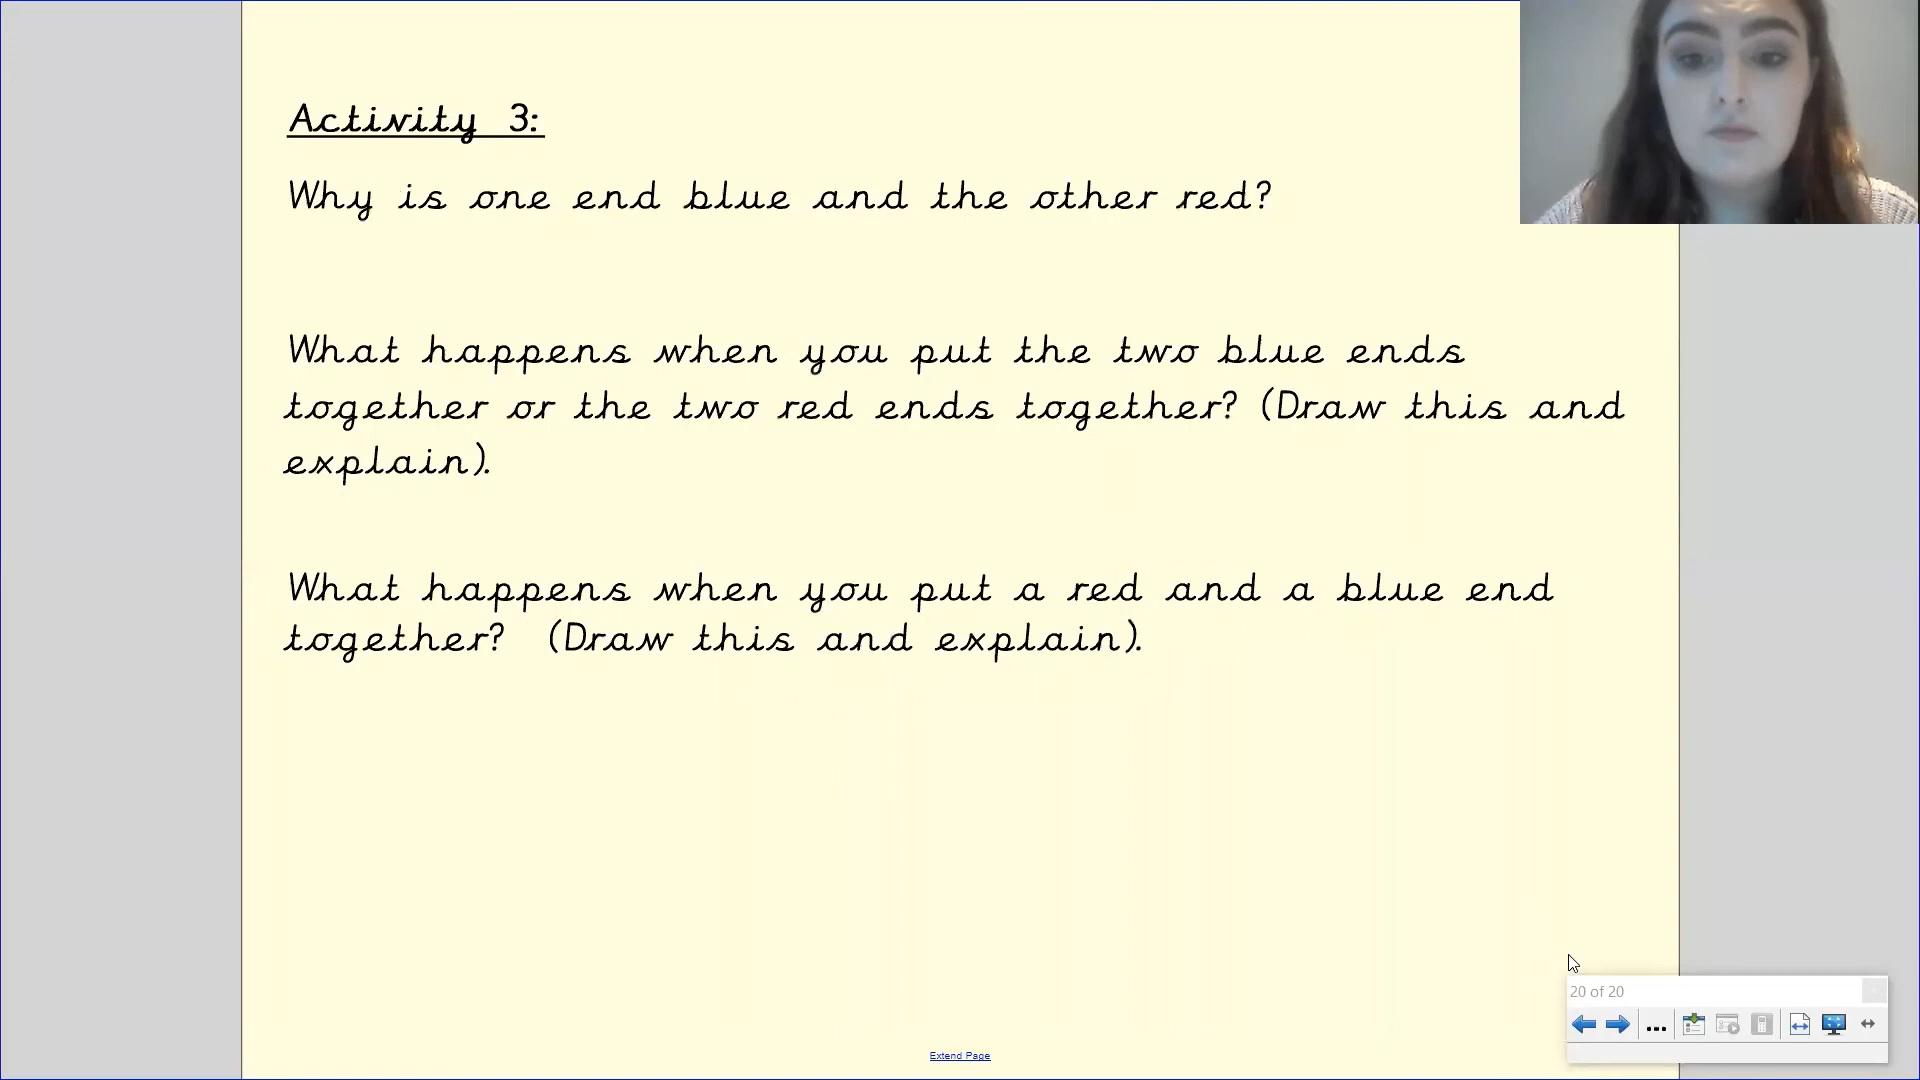 Activity 3:
Why is one end blue and the other red?
What happens when you put the two blue ends
together or the two red ends together? (Draw this and
explain).
What happens when you put a red and a blue end
together? (Draw this and explain).
20 of 20
...
Extend Page